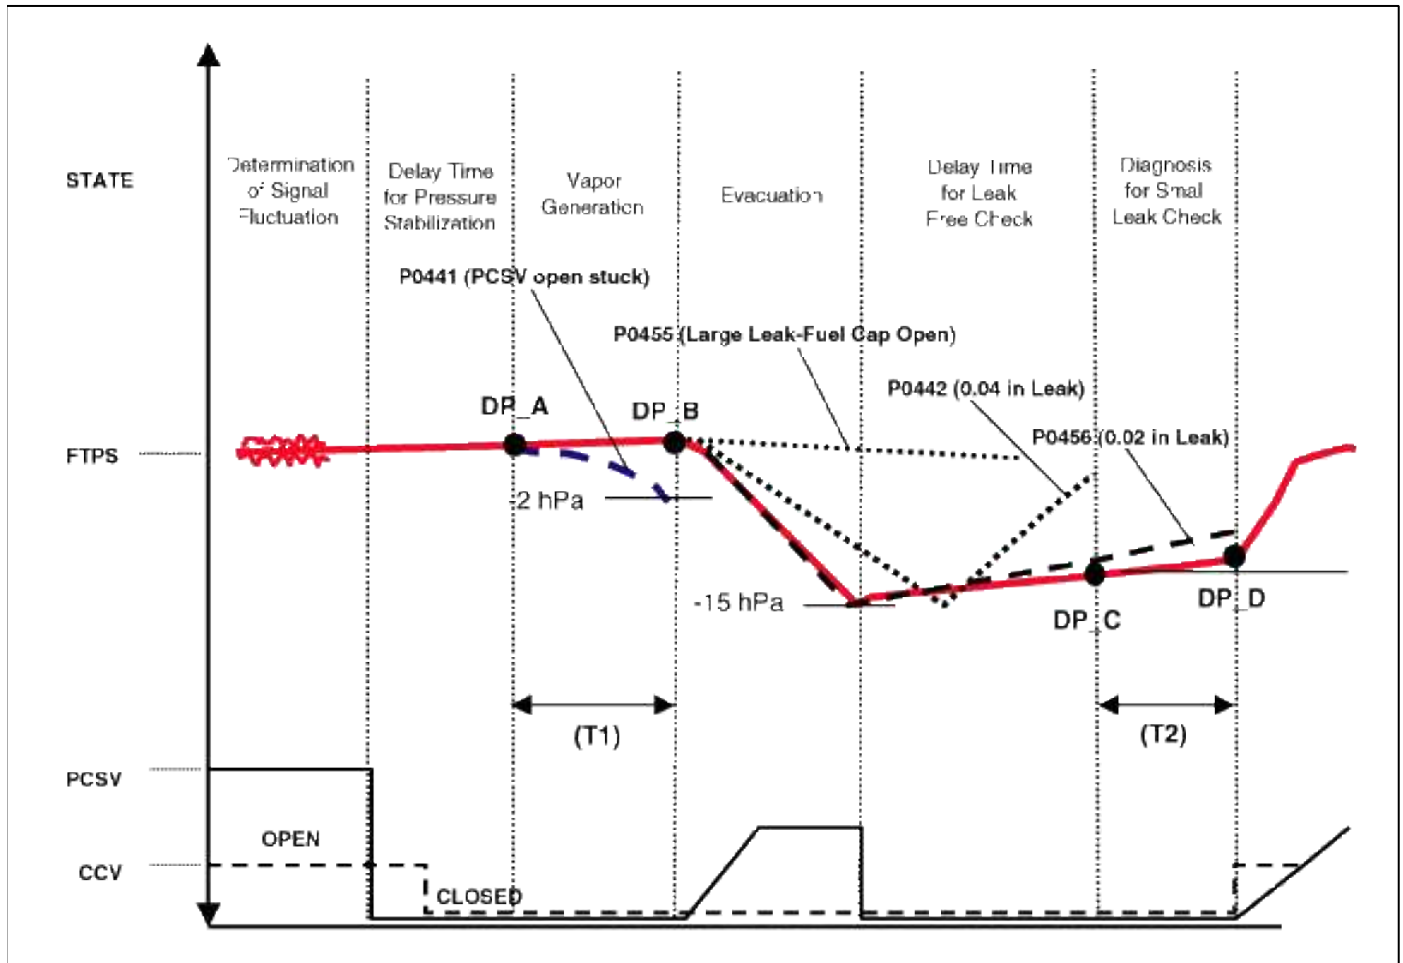 STATE
Determination
of Signal
Fluctuation
Delay Time
for Pressure
Stabilization
Vapor
Generation
Evacuation
Delay Time
for Leak
Free Check
Diagnosis
for Smal
Leak Check
P0441 (PCSV open stuck)
P0455 (Large Leak-Fuel Cap Open)
P0442 (0.04 in Leak)
P0456 (0.02 in Leak)
DP_A
DP_B
FTPS
-2 hPa
-15 hPa
DP_C
DP_D
(T1)
(T2)
PCSV
OPEN
CCV
CLOSED